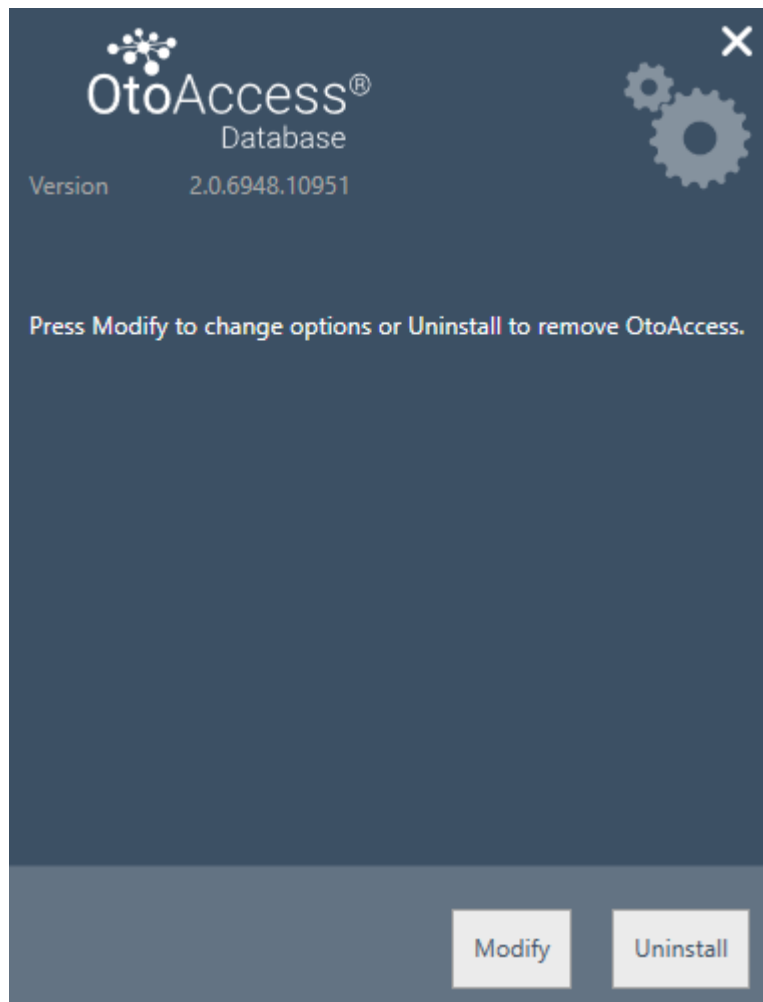 OtoAccess®
Database
Version 2.0.6948.10951
Press Modify to change options or Uninstall to remove OtoAccess.
Modify Uninstall